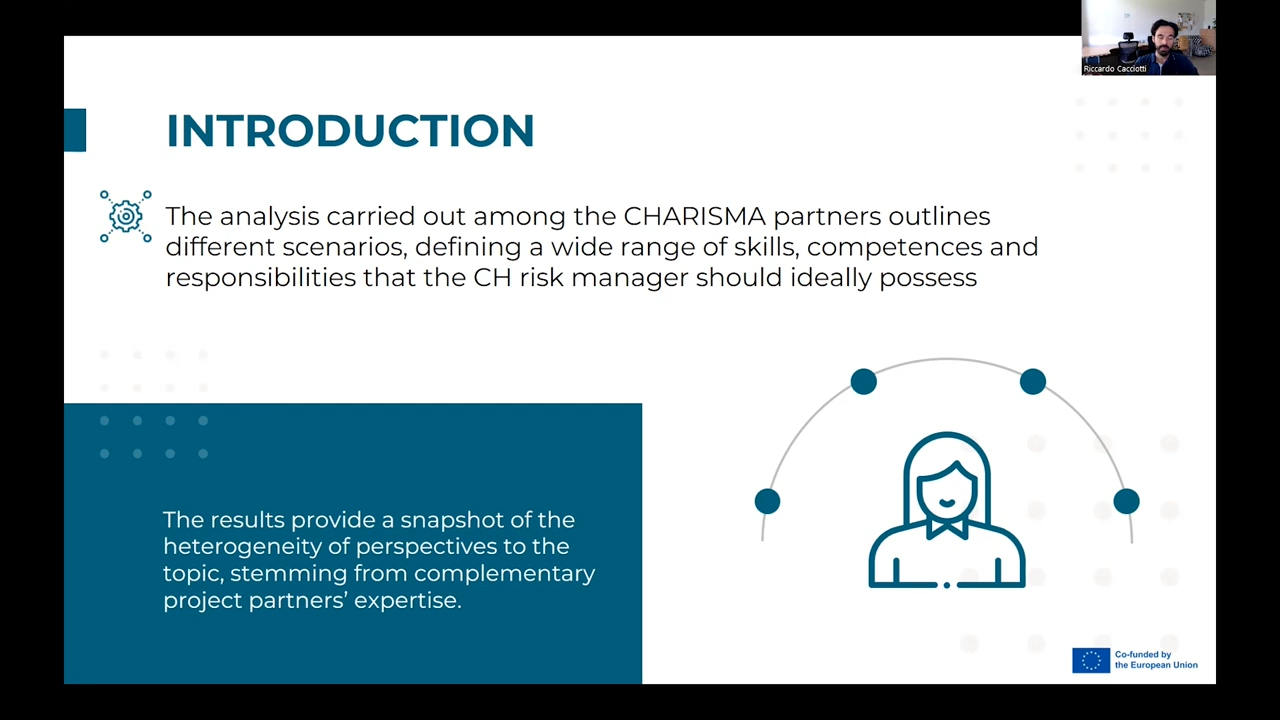 Riccardo Cacciotti
INTRODUCTION
The analysis carried out among the CHARISMA partners outlines
different scenarios, defining a wide range of skills, competences and
responsibilities that the CH risk manager should ideally possess
The results provide a snapshot of the
heterogeneity of perspectives to the
topic, stemming from complementary
project partners’ expertise.
Co-funded by
the European Union